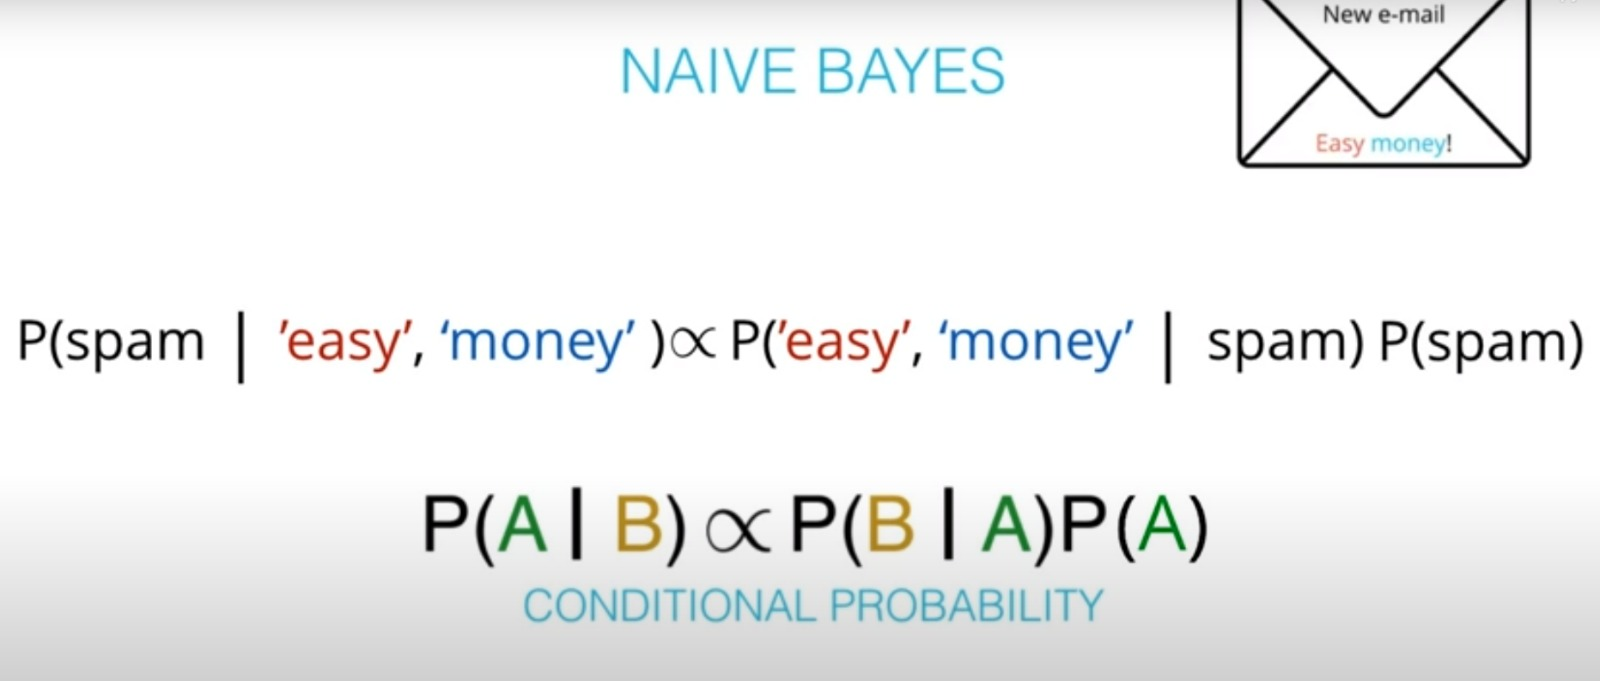 New e-mail
NAIVE BAYES
Easy money!
P(spam | ’easy’, ‘money’ )∝ P(’easy’, ‘money’ | spam) P(spam)
P(A | B) ∝ P(B | A)P(A)
CONDITIONAL PROBABILITY